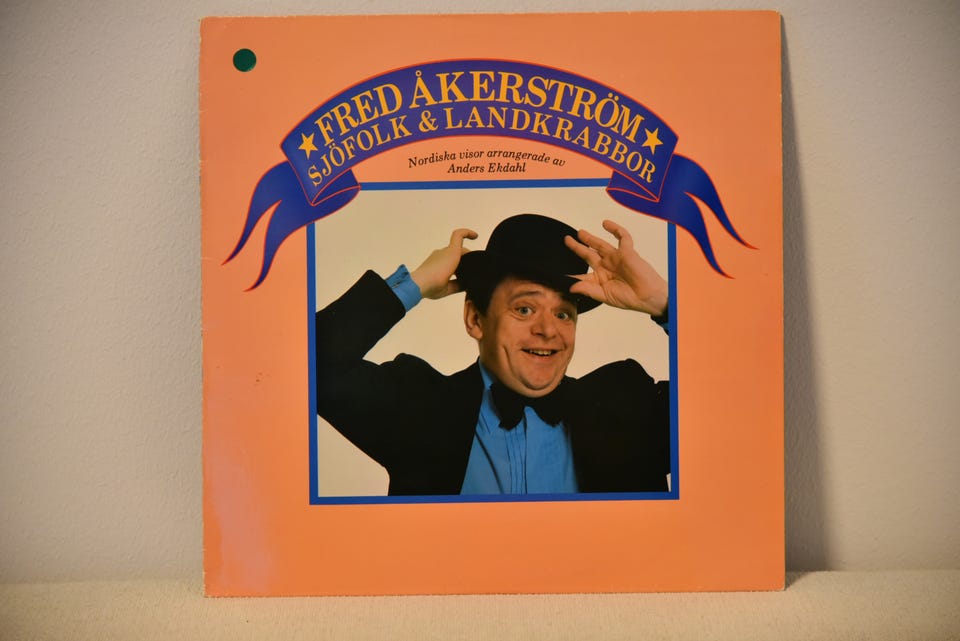 FRED ÅKERSTRÖM
SJÖFOLK & LANDKRABBOR
Nordiska visor arrangerade av
Anders Ekdahl